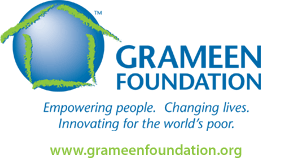 ™
GRAMEEN
FOUNDATION
Empowering people. Changing lives.
Innovating for the world's poor.
www.grameenfoundation.org